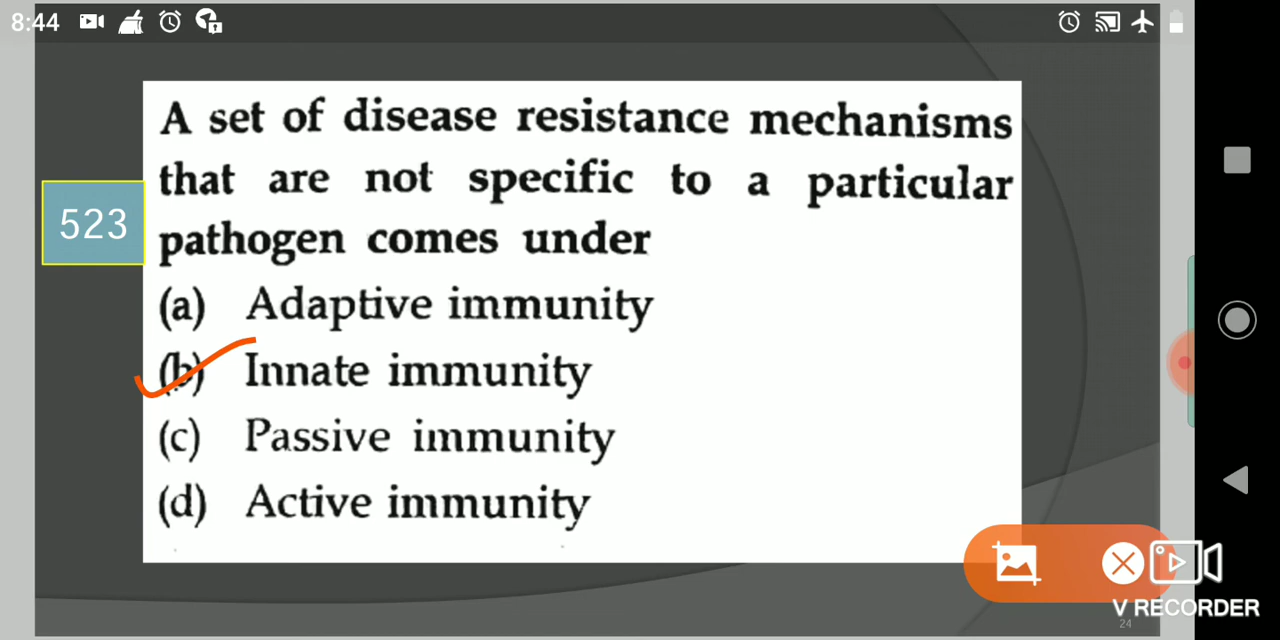 8:44
A set of disease resistance mechanisms
that are not specific to a particular
523
pathogen comes under
(a) Adaptive immunity
(b) Innate immunity
(c) Passive immunity
(d) Active immunity
V RECORDER
24